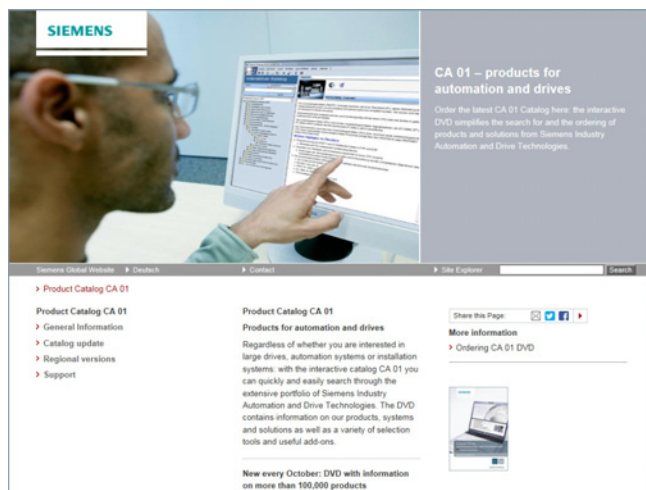 SIEMENS
CA 01 – products for
automation and drives
Order the latest CA 01 Catalog here: the interactive
DVD simplifies the search for and the ordering of
products and solutions from Siemens Industry
Automation and Drive Technologies.
Siemens Global Website
Deutsch
Contact
Site Explorer
Search
Product Catalog CA 01
Product Catalog CA 01
General Information
Catalog update
Regional versions
Support
Product Catalog CA 01
Products for automation and drives
Regardless of whether you are interested in
large drives, automation systems or installation
systems: with the interactive catalog CA 01 you
can quickly and easily search through the
extensive portfolio of Siemens Industry
Automation and Drive Technologies. The DVD
contains information on our products, systems
and solutions as well as a variety of selection
tools and useful add-ons.
New every October: DVD with information
on more than 100,000 products
Share this Page:
More information
Ordering CA 01 DVD